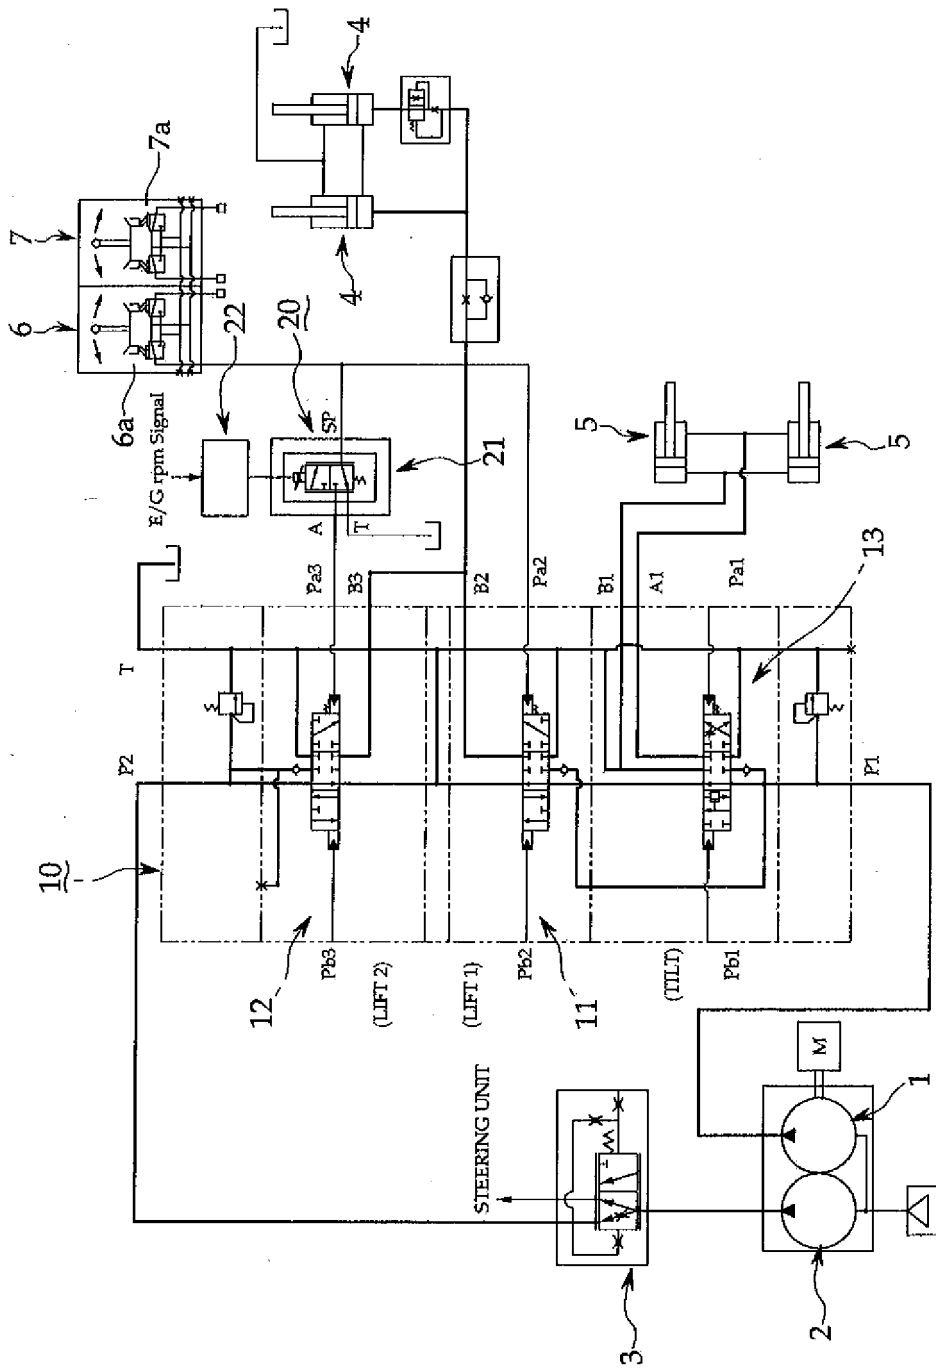 7
7a
6
6a
22
E/G rpm Signal
20
SP
21
A
T
4
4
5
5
T
Pa3
B3
B2
Pa2
B1
A1
Pa1
13
P2
P1
10
12
Pb3
(LIFT 2)
(LIFT 1)
Pb2
11
(TILT)
Pb1
STEERING UNIT
3
M
1
2